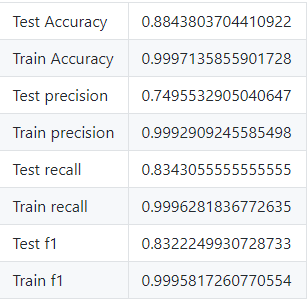 Test Accuracy 0.8843803704410922
Train Accuracy 0.9997135855901728
Test precision 0.7495532905040647
Train precision 0.9992909245585498
Test recall 0.8343055555555555
Train recall 0.9996281836772635
Test f1 0.8322249930728733
Train f1 0.9995817260770554